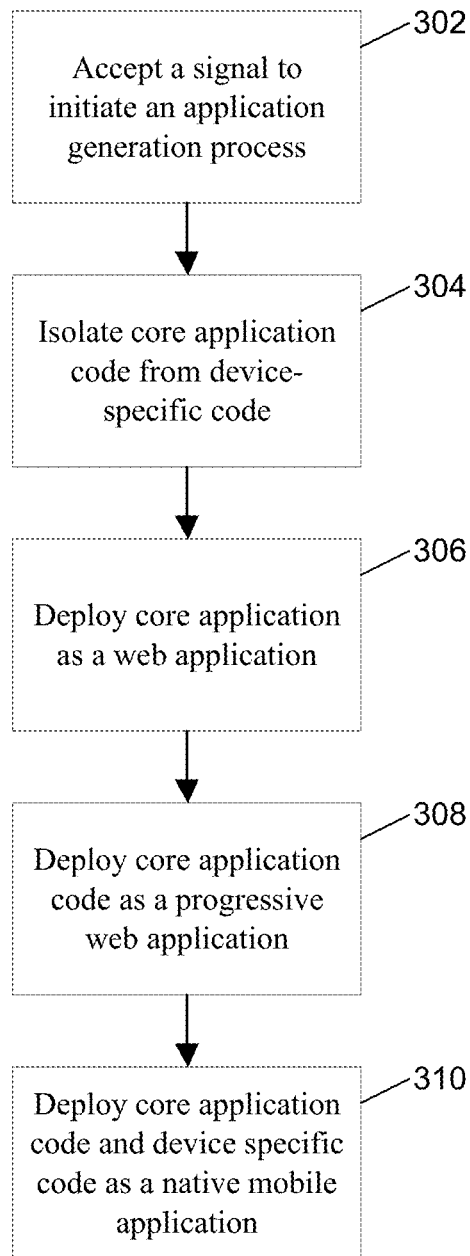 302
Accept a signal to
initiate an application
generation process
304
Isolate core application
code from device-
specific code
306
Deploy core application
as a web application
308
Deploy core application
code as a progressive
web application
310
Deploy core application
code and device specific
code as a native mobile
application